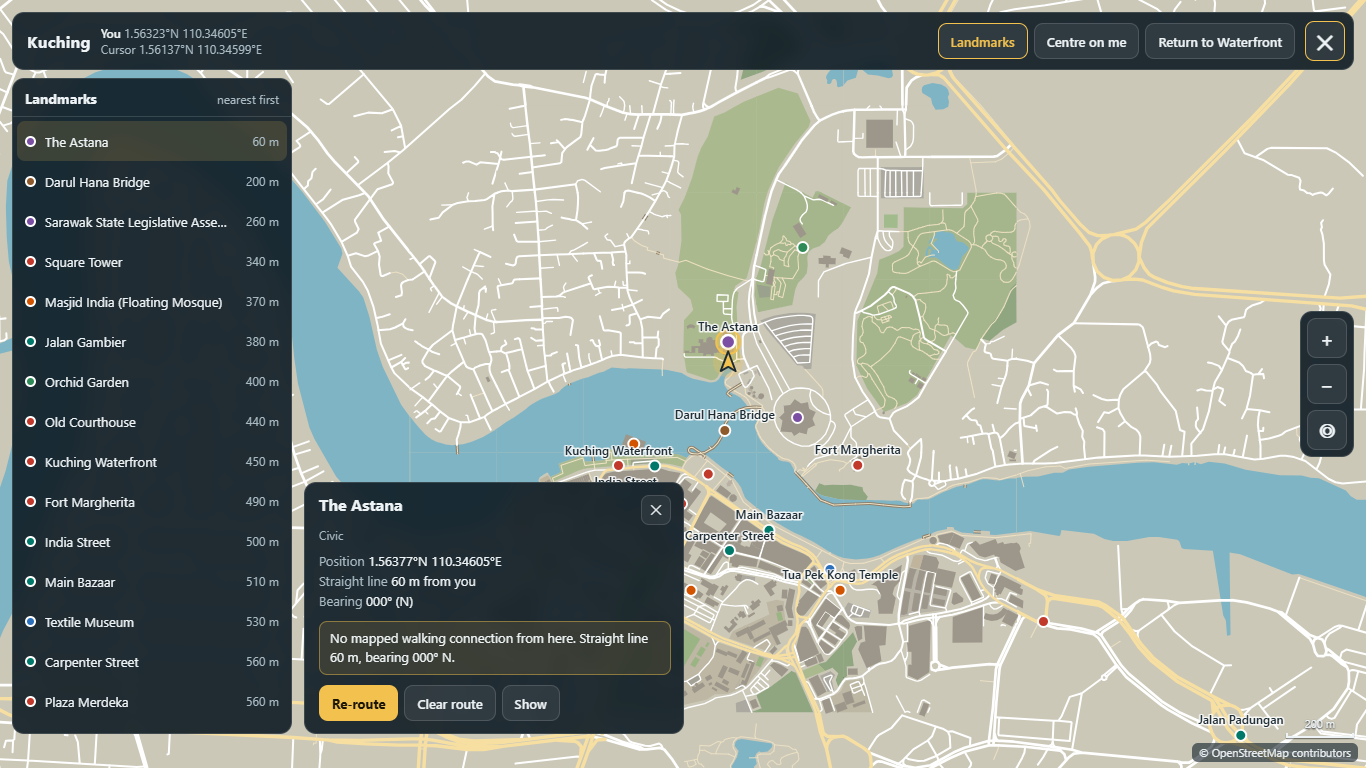 Kuching
You 1.56323°N 110.34605°E
Cursor 1.56137°N 110.34599°E
Landmarks
Centre on me
Return to Waterfront
Landmarks
nearest first
The Astana 60 m
Darul Hana Bridge 200 m
Sarawak State Legislative Asse... 260 m
Square Tower 340 m
Masjid India (Floating Mosque) 370 m
Jalan Gambier 380 m
Orchid Garden 400 m
Old Courthouse 440 m
Kuching Waterfront 450 m
Fort Margherita 490 m
India Street 500 m
Main Bazaar 510 m
Textile Museum 530 m
Carpenter Street 560 m
Plaza Merdeka 560 m
The Astana
Darul Hana Bridge
Kuching Waterfront
Fort Margherita
India Street
Main Bazaar
Carpenter Street
Tua Pek Kong Temple
Jalan Padungan
The Astana
Civic
Position 1.56377°N 110.34605°E
Straight line 60 m from you
Bearing 000° (N)
No mapped walking connection from here. Straight line
60 m, bearing 000° N.
Re-route
Clear route
Show
+
−
200 m
© OpenStreetMap contributors